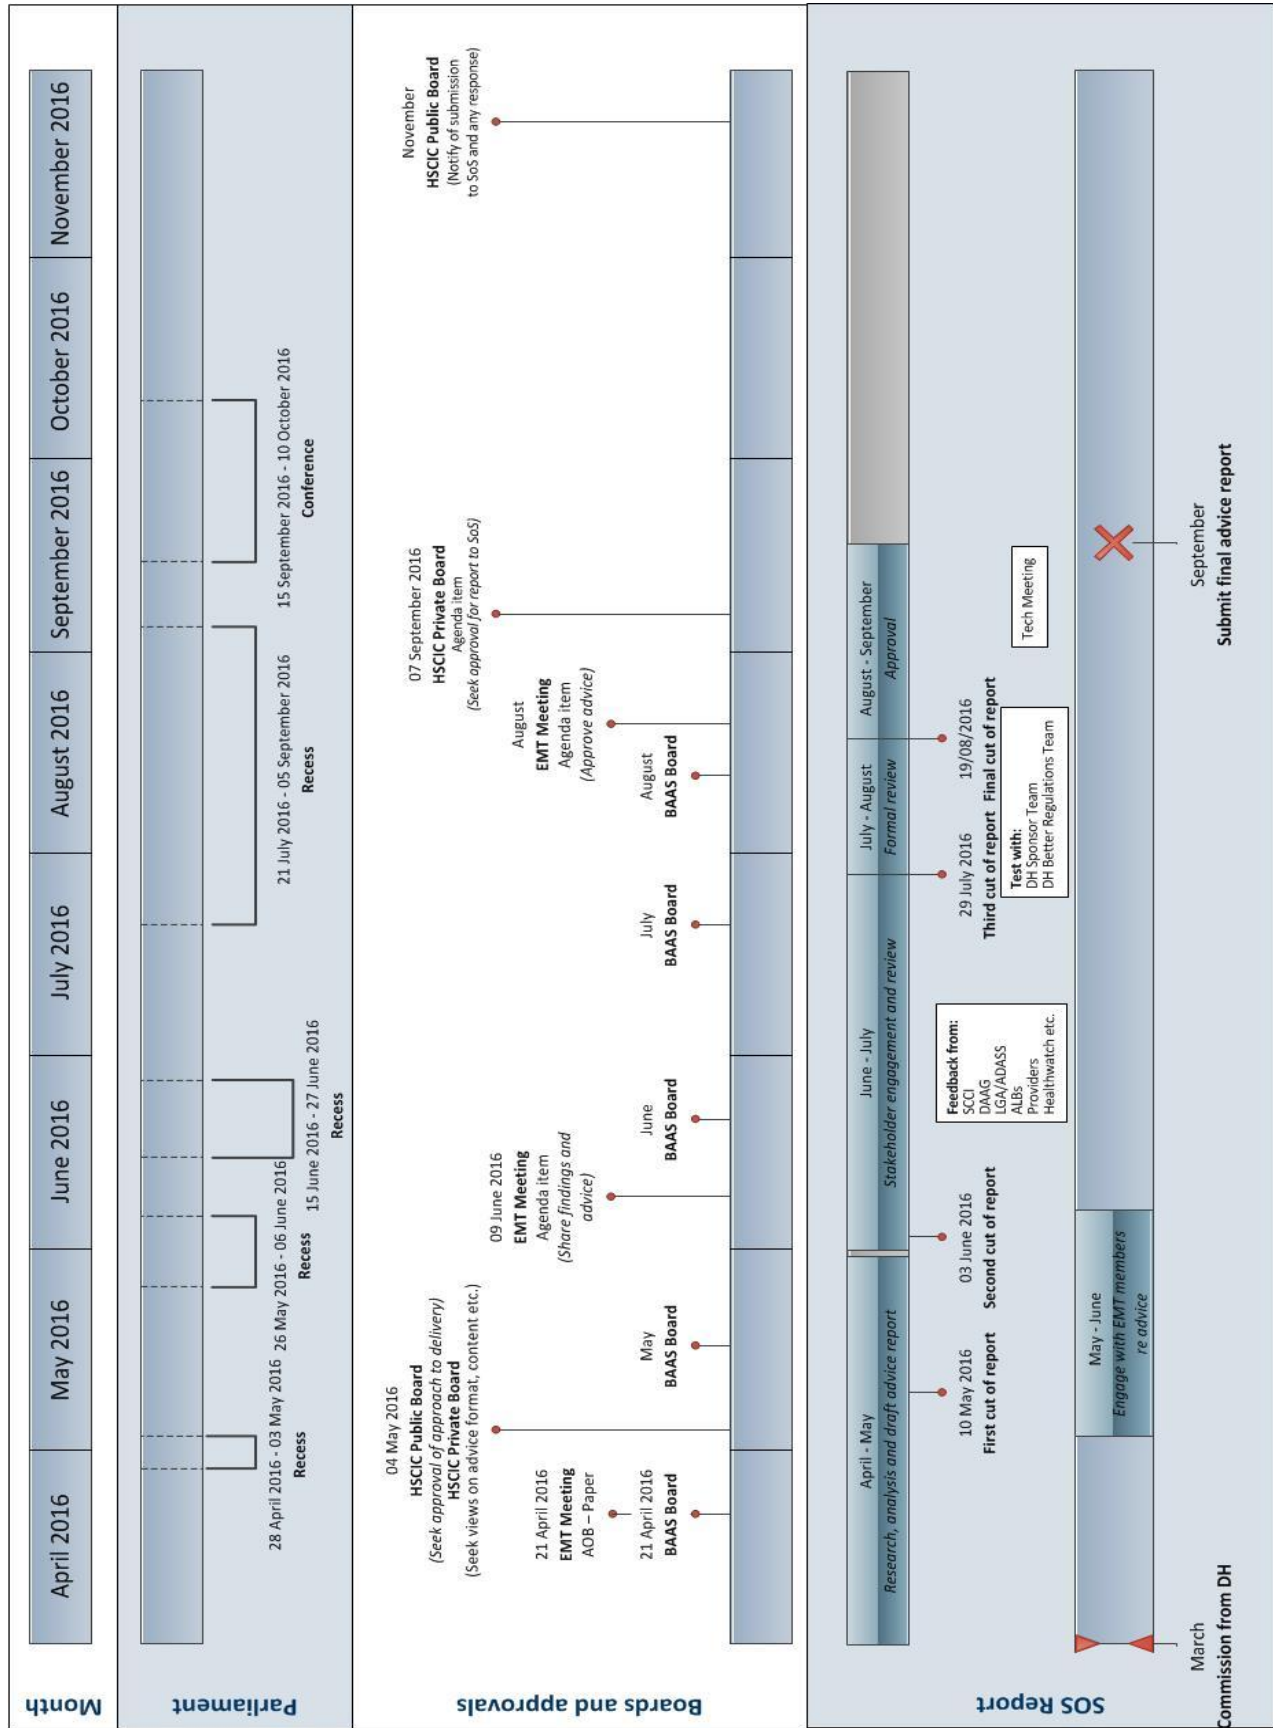 Month
April 2016
May 2016
June 2016
July 2016
August 2016
September 2016
October 2016
November 2016
Parliament
28 April 2016 - 03 May 2016
Recess
26 May 2016 - 06 June 2016
Recess
15 June 2016 - 27 June 2016
Recess
21 July 2016 - 05 September 2016
Recess
15 September 2016 - 10 October 2016
Conference
Boards and approvals
21 April 2016
EMT Meeting
AOB – Paper
21 April 2016
BAAS Board
04 May 2016
HSCIC Public Board
(Seek approval of approach to delivery)
HSCIC Private Board
(Seek views on advice format, content etc.)
May
BAAS Board
09 June 2016
EMT Meeting
Agenda item
(Share findings and
advice)
June
BAAS Board
July
BAAS Board
August
BAAS Board
August
EMT Meeting
Agenda item
(Approve advice)
07 September 2016
HSCIC Private Board
Agenda item
(Seek approval for report to SoS)
November
HSCIC Public Board
(Notify of submission
to SoS and any response)
SOS Report
April - May
Research, analysis and draft advice report
June - July
Stakeholder engagement and review
July - August
Formal review
August - September
Approval
10 May 2016
First cut of report
03 June 2016
Second cut of report
29 July 2016
Third cut of report
19/08/2016
Final cut of report
Feedback from:
SCCI
DAAG
LGA/ADASS
ALBs
Providers
Healthwatch etc.
Test with:
DH Sponsor Team
DH Better Regulations Team
Tech Meeting
May - June
Engage with EMT members
re advice
March
Commission from DH
September
Submit final advice report